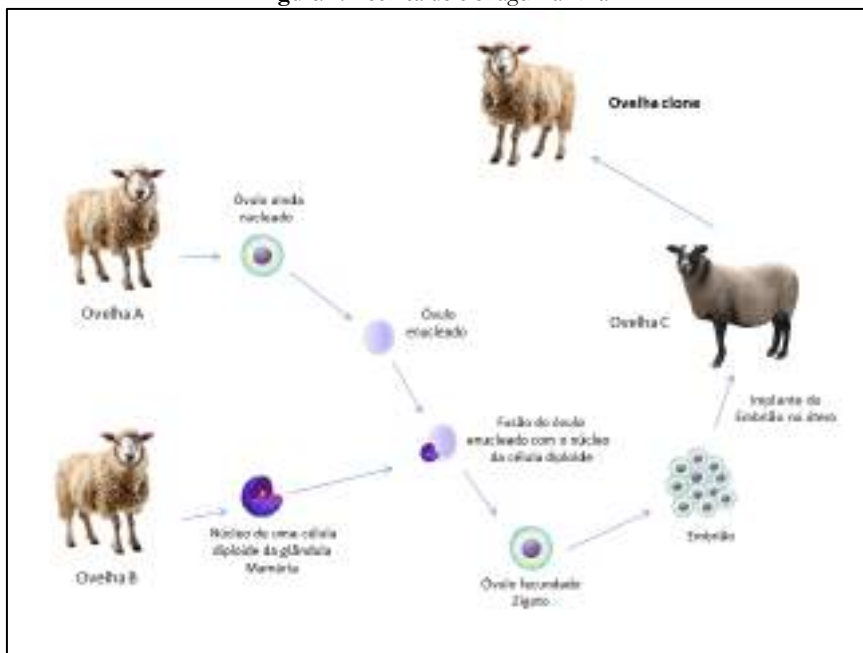 Ovelha clone
Óvulo ainda
nucleado
Ovelha A
Óvulo
enucleado
Ovelha C
Implante do
Embrião no útero
Fusão do óvulo
enucleado com o núcleo
da célula diploide
Núcleo de uma célula
diploide da glândula
Mamária
Ovelha B
Embrião
Óvulo fecundado
Zigoto